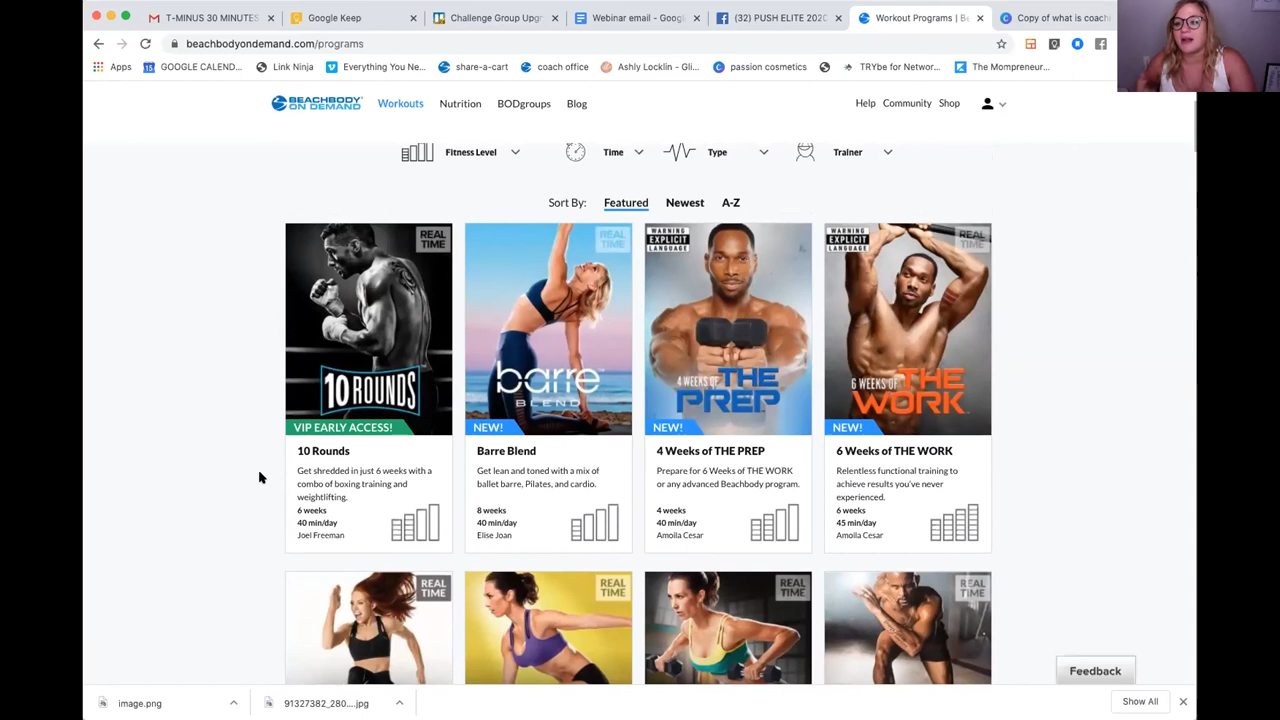 T-MINUS 30 MINUTES
Google Keep
Challenge Group Upgr
Webinar email - Goog
(32) PUSH ELITE 2020
Workout Programs | Be
Copy of what is coach
beachbodyondemand.com/programs
Apps
15
GOOGLE CALEND...
Link Ninja
Everything You Ne...
share-a-cart
coach office
Ashly Locklin - Gli...
passion cosmetics
TRYbe for Networ...
The Mompreneur...
BEACHBODY ON DEMAND
Workouts
Nutrition
BODgroups
Blog
Help
Community
Shop
Fitness Level
Time
Type
Trainer
Sort By:
Featured
Newest
A-Z
REAL TIME
10 ROUNDS
VIP EARLY ACCESS!
10 Rounds
Get shredded in just 6 weeks with a
combo of boxing training and
weightlifting.
6 weeks
40 min/day
Joel Freeman
REAL TIME
barre
BLEND
NEW!
Barre Blend
Get lean and toned with a mix of
ballet barre, Pilates, and cardio.
8 weeks
40 min/day
Elise Joan
WARNING
EXPLICIT
LANGUAGE
4 WEEKS OF THE
PREP
NEW!
4 Weeks of THE PREP
Prepare for 6 Weeks of THE WORK
or any advanced Beachbody program.
4 weeks
40 min/day
Amoila Cesar
WARNING
EXPLICIT
LANGUAGE
REAL TIME
6 WEEKS OF THE
WORK
NEW!
6 Weeks of THE WORK
Relentless functional training to
achieve results you've never
experienced.
6 weeks
45 min/day
Amoila Cesar
REAL TIME
REAL TIME
REAL TIME
REAL TIME
Feedback
image.png
91327382_280....jpg
Show All